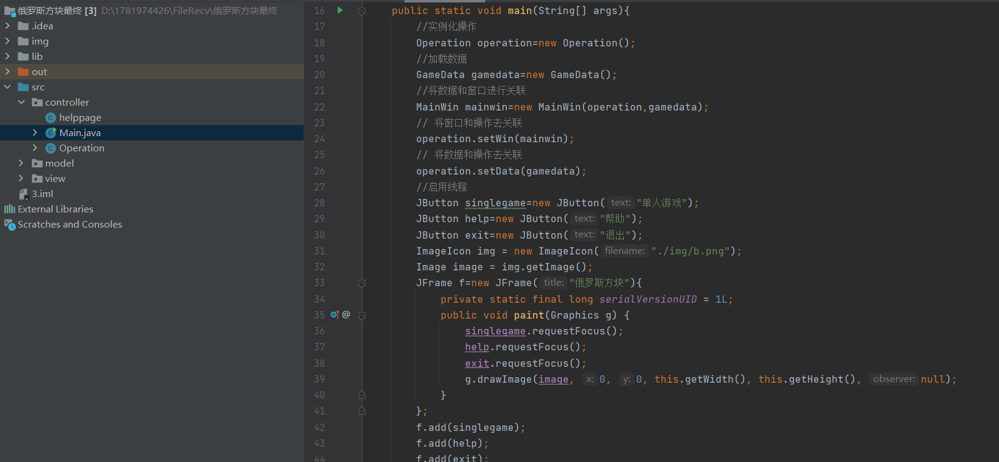 俄罗斯方块最终 [3] D:\1781974426\FileRecv\俄罗斯方块最终
.idea
img
lib
out
src
controller
helppage
Main.java
Operation
model
view
3.iml
External Libraries
Scratches and Consoles
16 public static void main(String[] args){
17 //实例化操作
18 Operation operation=new Operation();
19 //加载数据
20 GameData gamedata=new GameData();
21 //将数据和窗口进行关联
22 MainWin mainwin=new MainWin(operation,gamedata);
23 // 将窗口和操作去关联
24 operation.setWin(mainwin);
25 // 将数据和操作去关联
26 operation.setData(gamedata);
27 //启用线程
28 JButton singlegame=new JButton( text: "单人游戏");
29 JButton help=new JButton( text: "帮助");
30 JButton exit=new JButton( text: "退出");
31 ImageIcon img = new ImageIcon( filename: "./img/b.png");
32 Image image = img.getImage();
33 JFrame f=new JFrame( title: "俄罗斯方块"){
34 private static final long serialVersionUID = 1L;
35 @ public void paint(Graphics g) {
36 singlegame.requestFocus();
37 help.requestFocus();
38 exit.requestFocus();
39 g.drawImage(image, x: 0, y: 0, this.getWidth(), this.getHeight(), observer: null);
40 }
41 };
42 f.add(singlegame);
43 f.add(help);
44 f.add(exit);